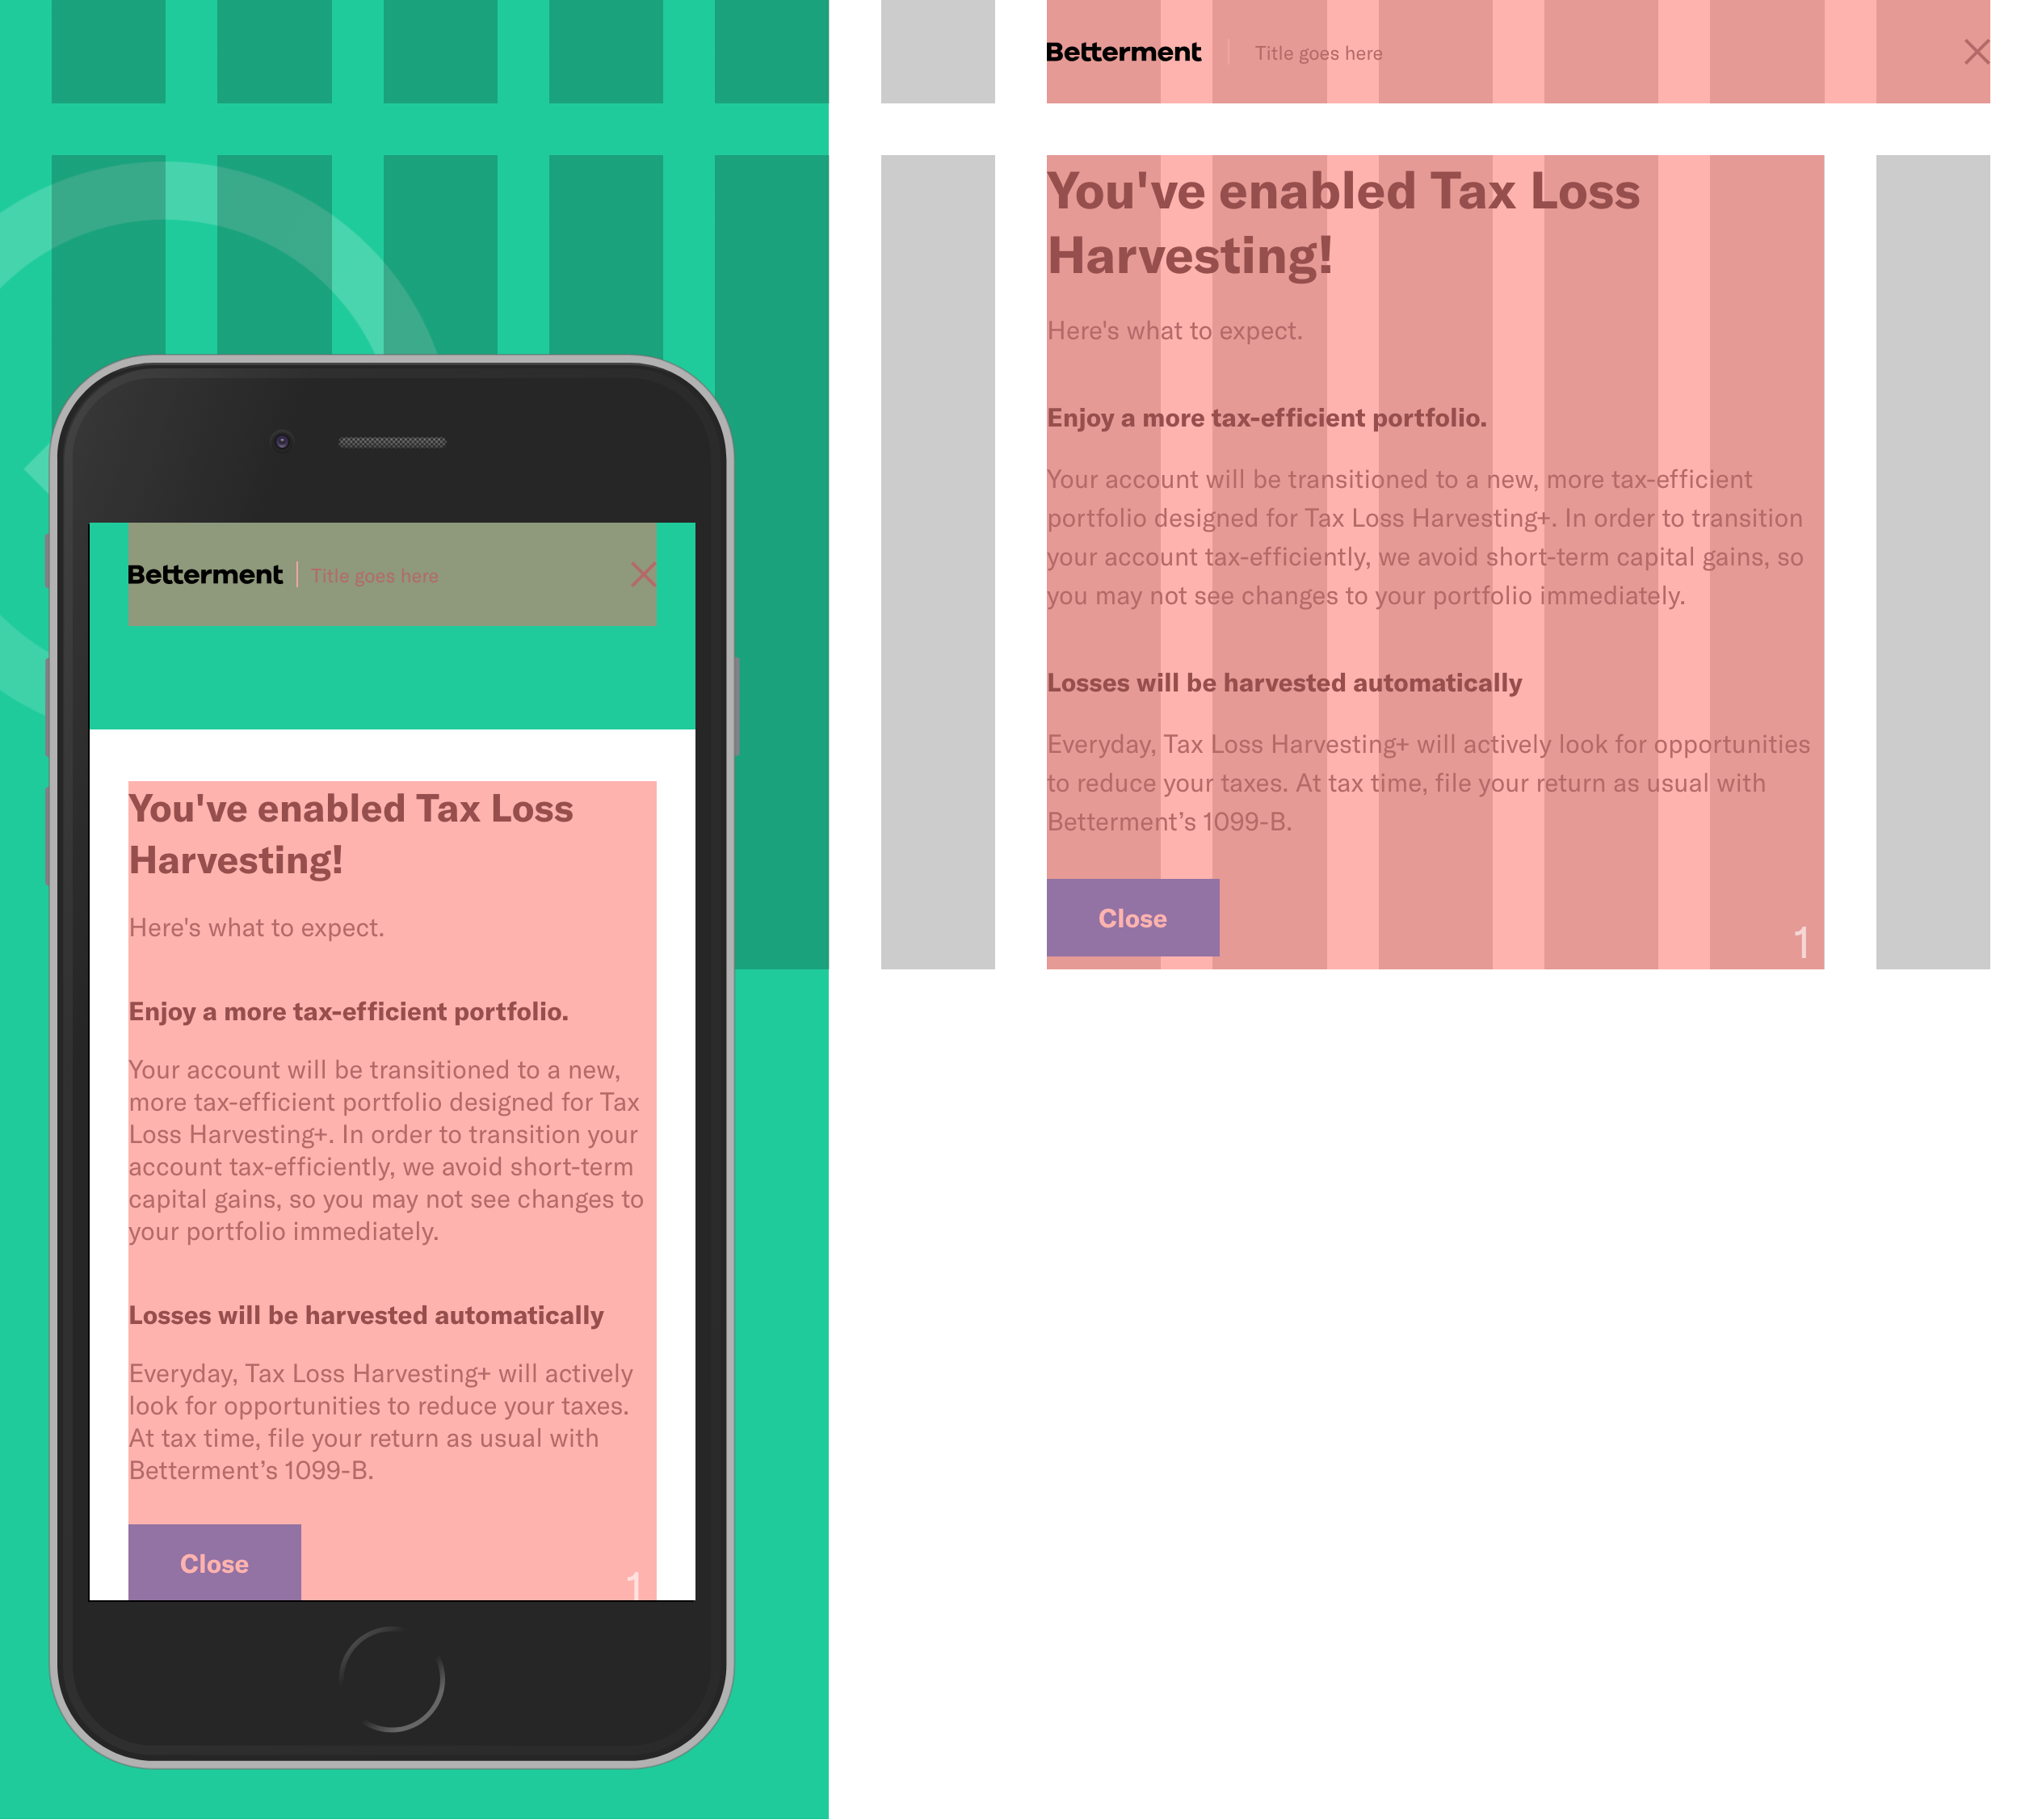 Betterment
Title goes here
You've enabled Tax Loss
Harvesting!
Here's what to expect.
Enjoy a more tax-efficient portfolio.
Your account will be transitioned to a new, more tax-efficient
portfolio designed for Tax Loss Harvesting+. In order to transition
your account tax-efficiently, we avoid short-term capital gains, so
you may not see changes to your portfolio immediately.
Losses will be harvested automatically
Everyday, Tax Loss Harvesting+ will actively look for opportunities
to reduce your taxes. At tax time, file your return as usual with
Betterment’s 1099-B.
Close
1
Betterment
Title goes here
You've enabled Tax Loss
Harvesting!
Here's what to expect.
Enjoy a more tax-efficient portfolio.
Your account will be transitioned to a new,
more tax-efficient portfolio designed for Tax
Loss Harvesting+. In order to transition your
account tax-efficiently, we avoid short-term
capital gains, so you may not see changes to
your portfolio immediately.
Losses will be harvested automatically
Everyday, Tax Loss Harvesting+ will actively
look for opportunities to reduce your taxes.
At tax time, file your return as usual with
Betterment’s 1099-B.
Close
1